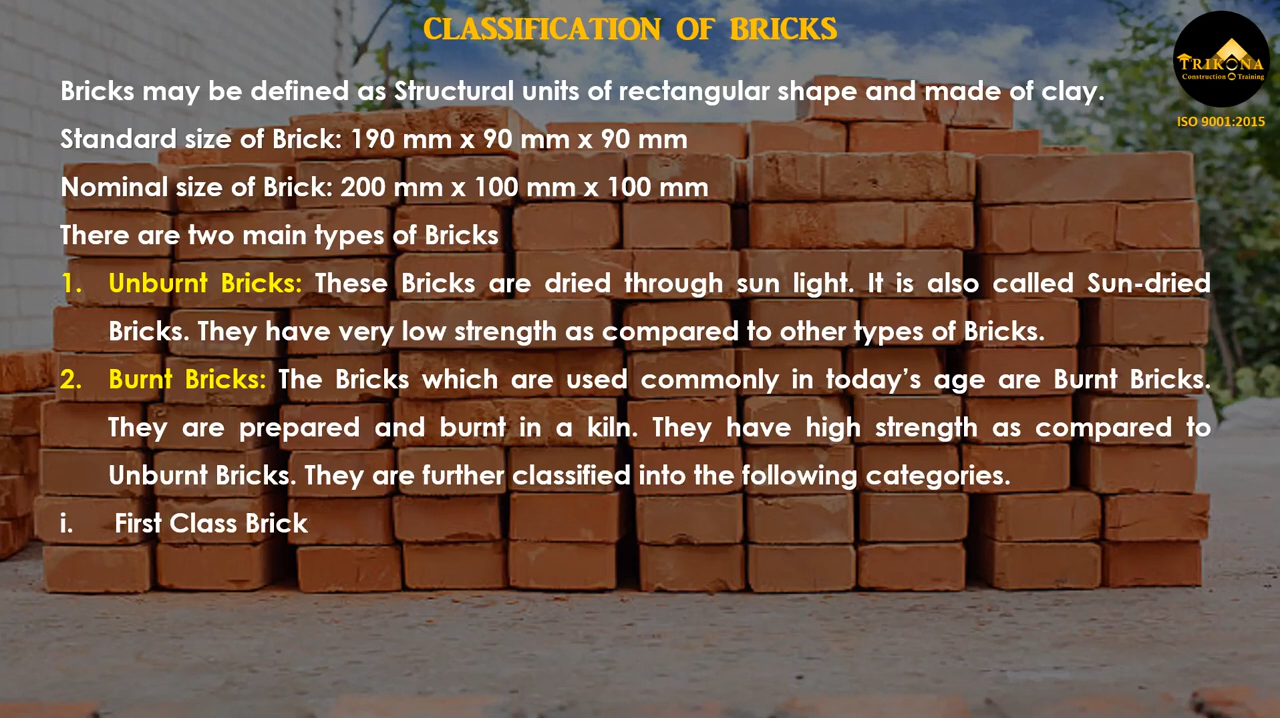 CLASSIFICATION OF BRICKS
TRIKONA
Construction Training
ISO 9001:2015
Bricks may be defined as Structural units of rectangular shape and made of clay.
Standard size of Brick: 190 mm x 90 mm x 90 mm
Nominal size of Brick: 200 mm x 100 mm x 100 mm
There are two main types of Bricks
1. Unburnt Bricks: These Bricks are dried through sun light. It is also called Sun-dried
Bricks. They have very low strength as compared to other types of Bricks.
2. Burnt Bricks: The Bricks which are used commonly in today’s age are Burnt Bricks.
They are prepared and burnt in a kiln. They have high strength as compared to
Unburnt Bricks. They are further classified into the following categories.
i. First Class Brick